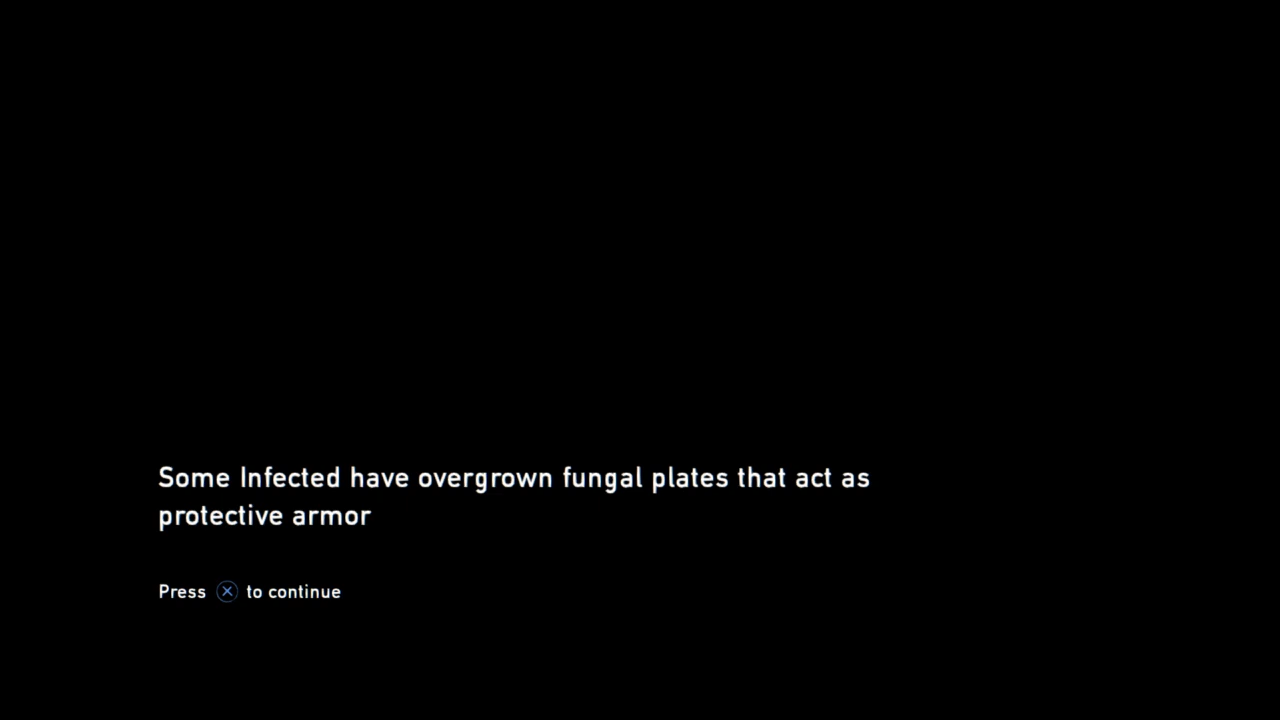 Some Infected have overgrown fungal plates that act as
protective armor
Press ⓧ to continue